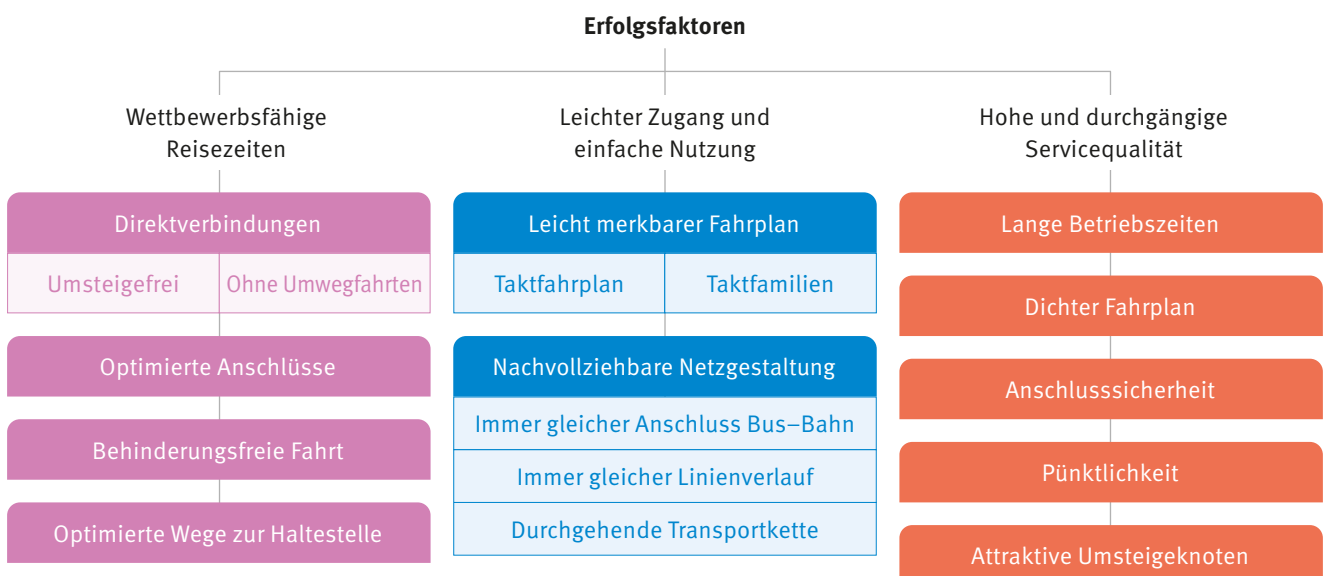 Erfolgsfaktoren
Wettbewerbsfähige
Reisezeiten
Direktverbindungen
Umsteigefrei
Ohne Umwegfahrten
Optimierte Anschlüsse
Behinderungsfreie Fahrt
Optimierte Wege zur Haltestelle
Leichter Zugang und
einfache Nutzung
Leicht merkbarer Fahrplan
Taktfahrplan
Taktfamilien
Nachvollziehbare Netzgestaltung
Immer gleicher Anschluss Bus–Bahn
Immer gleicher Linienverlauf
Durchgehende Transportkette
Hohe und durchgängige
Servicequalität
Lange Betriebszeiten
Dichter Fahrplan
Anschlusssicherheit
Pünktlichkeit
Attraktive Umsteigeknoten